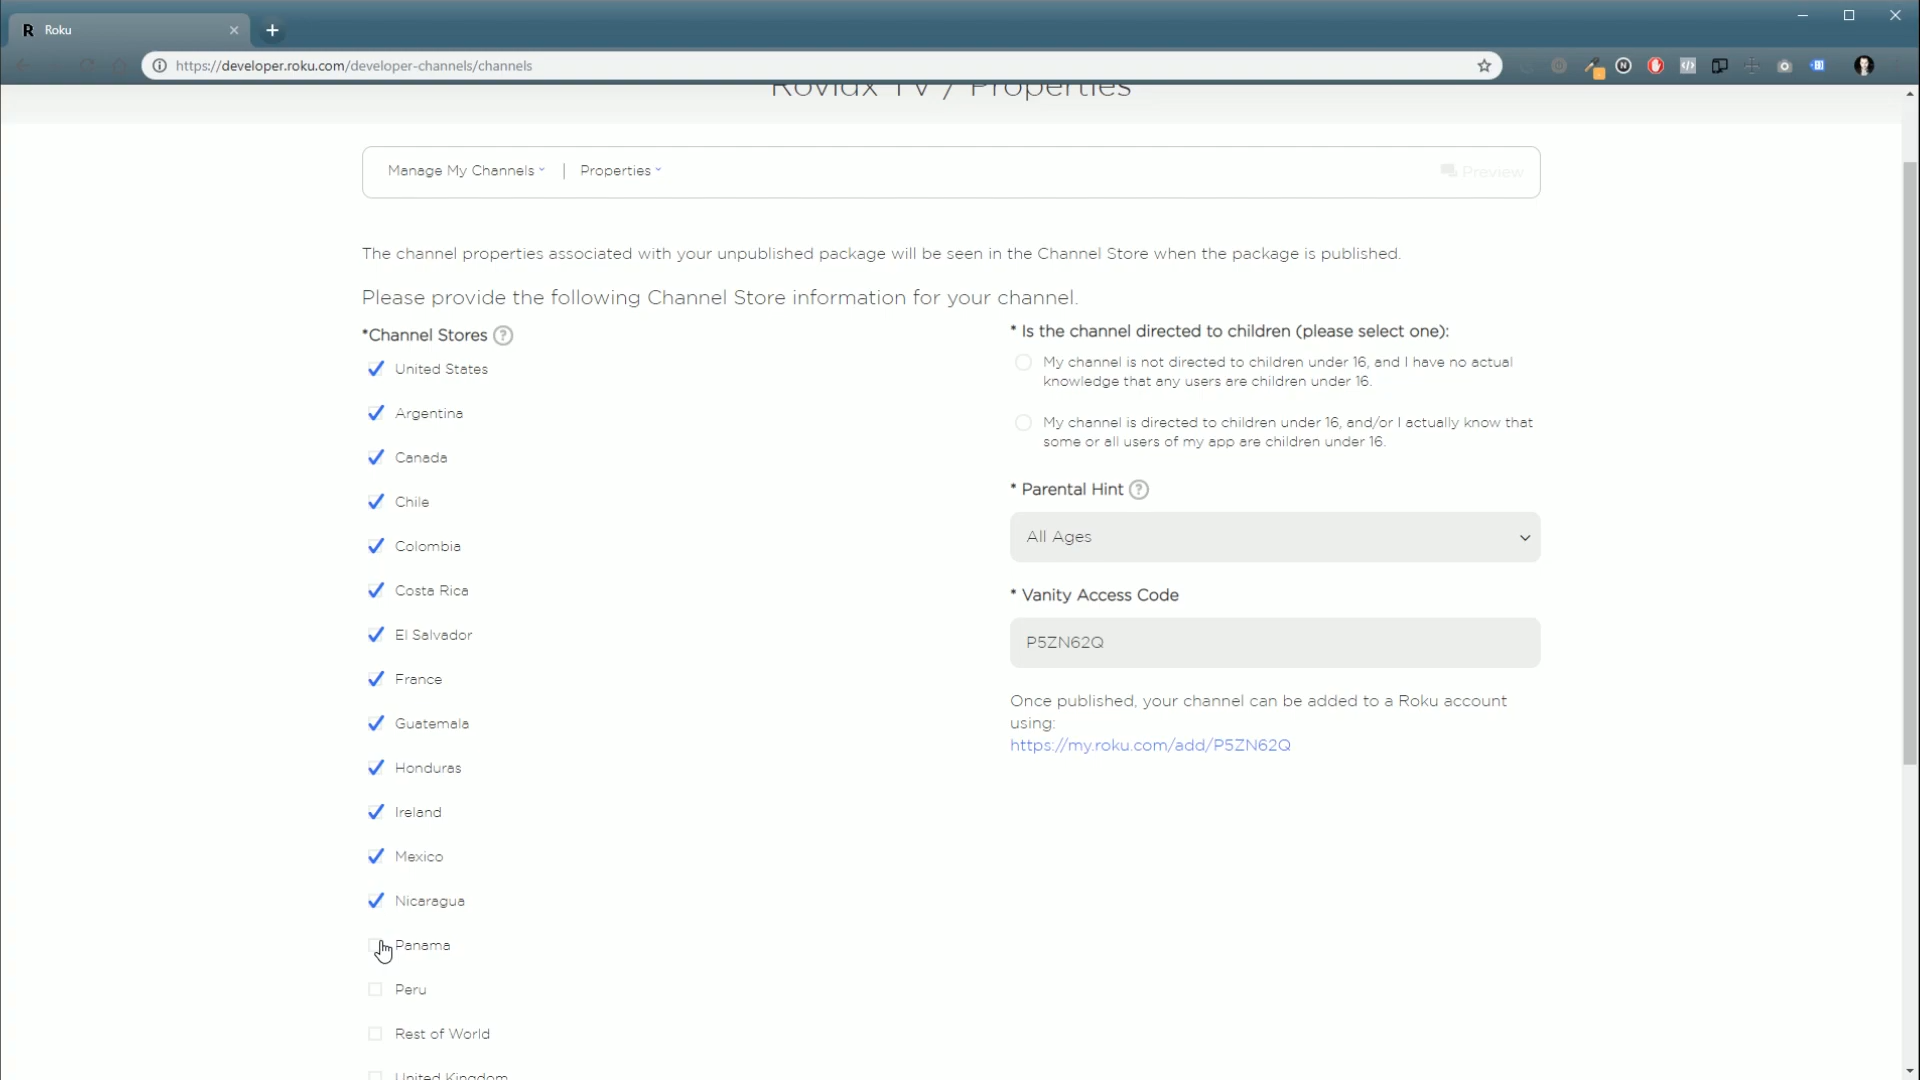 R Roku
https://developer.roku.com/developer-channels/channels
Rovidx TV / Properties
Manage My Channels | Properties
Preview
The channel properties associated with your unpublished package will be seen in the Channel Store when the package is published.
Please provide the following Channel Store information for your channel.
*Channel Stores ?
United States
Argentina
Canada
Chile
Colombia
Costa Rica
El Salvador
France
Guatemala
Honduras
Ireland
Mexico
Nicaragua
Panama
Peru
Rest of World
United Kingdom
* Is the channel directed to children (please select one):
My channel is not directed to children under 16, and I have no actual
knowledge that any users are children under 16.
My channel is directed to children under 16, and/or I actually know that
some or all users of my app are children under 16.
* Parental Hint ?
All Ages
* Vanity Access Code
P5ZN62Q
Once published, your channel can be added to a Roku account
using:
https://my.roku.com/add/P5ZN62Q